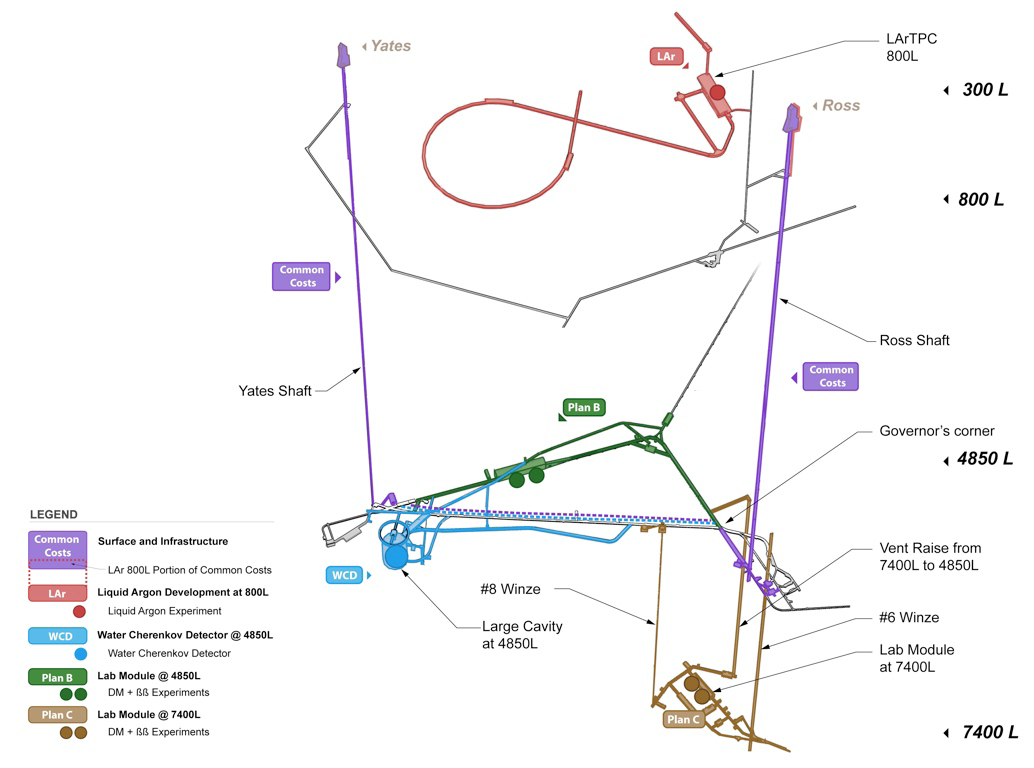 Yates
LAr
LArTPC
800L
300 L
Ross
800 L
Common
Costs
Ross Shaft
Common
Costs
Yates Shaft
Plan B
Governor's corner
4850 L
LEGEND
Common
Costs
Surface and Infrastructure
LAr 800L Portion of Common Costs
LAr
Liquid Argon Development at 800L
Liquid Argon Experiment
WCD
Water Cherenkov Detector @ 4850L
Water Cherenkov Detector
Plan B
Lab Module @ 4850L
DM + ßß Experiments
Plan C
Lab Module @ 7400L
DM + ßß Experiments
WCD
#8 Winze
Large Cavity
at 4850L
Vent Raise from
7400L to 4850L
#6 Winze
Lab Module
at 7400L
Plan C
7400 L